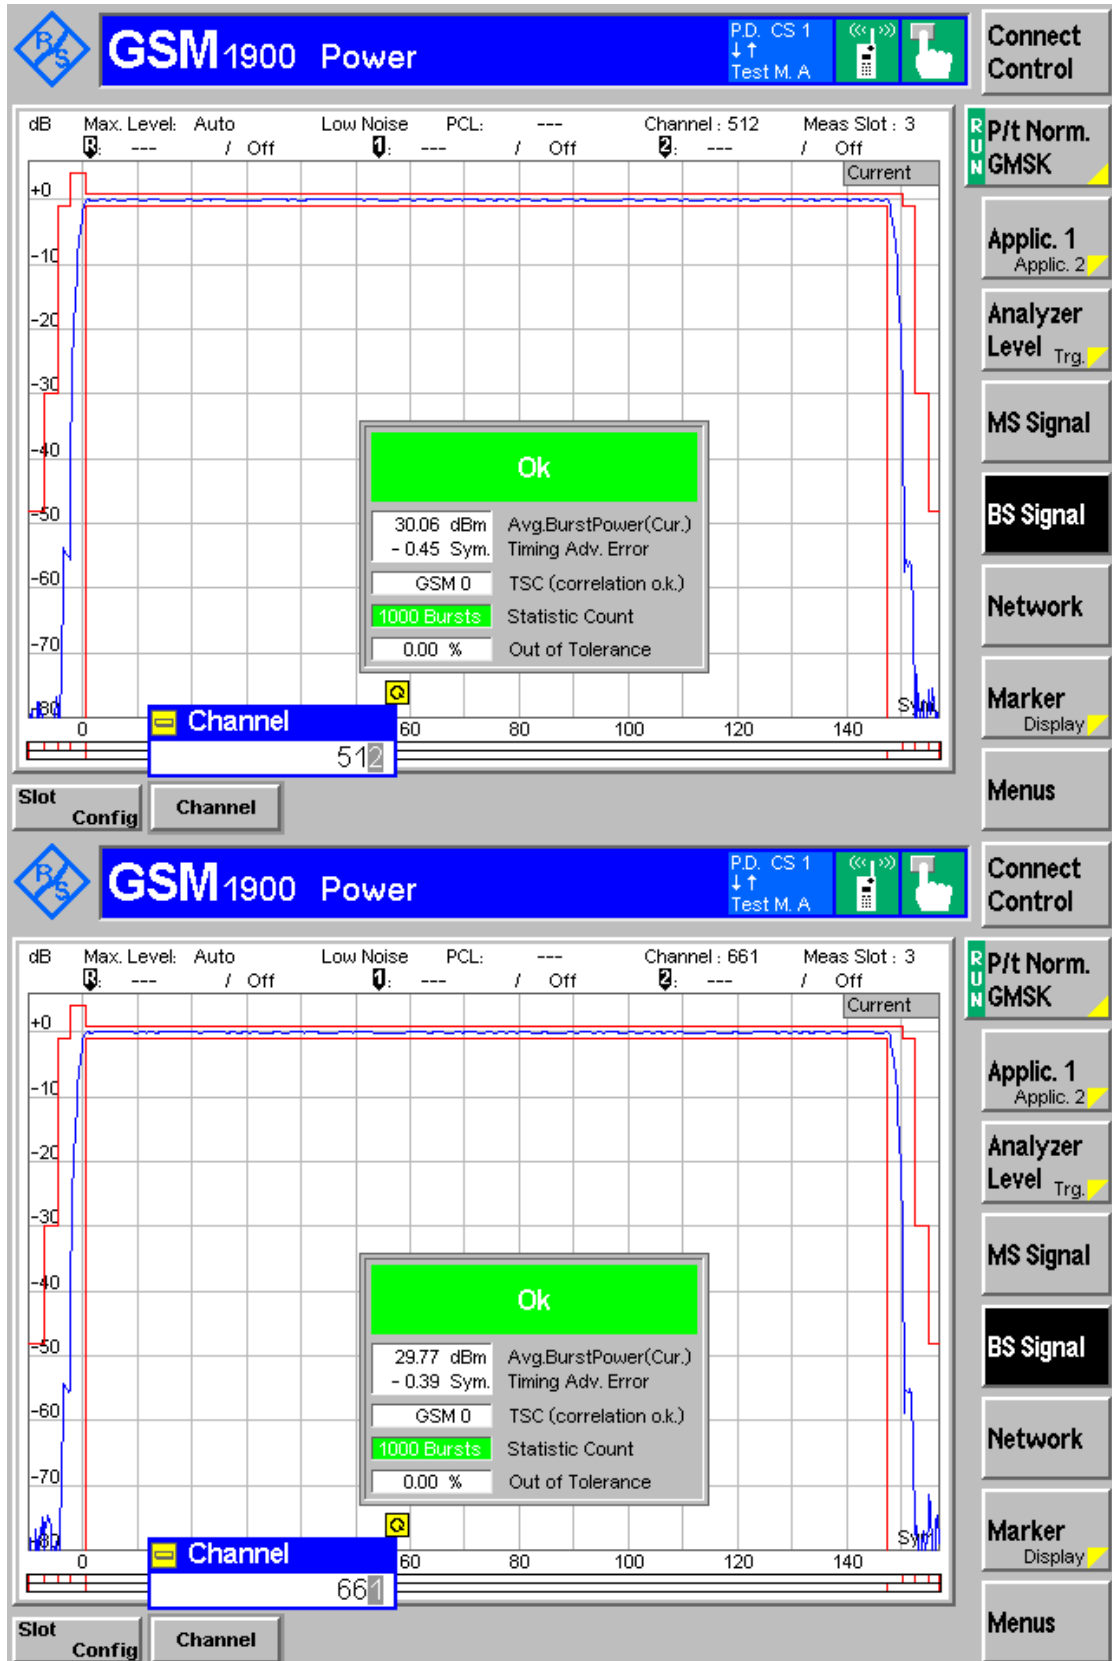 R/S GSM1900 Power P.D. CS 1 ↓↑ Test M. A
Connect Control
dB Max. Level: Auto Low Noise PCL: --- Channel : 512 Meas Slot : 3
R: --- / Off 1: --- / Off 2: --- / Off
Current
RUN P/t Norm. GMSK
+0
Applic. 1
Applic. 2
-10
-20
Analyzer
Level Trg.
-30
MS Signal
-40
Ok
-50
BS Signal
30.06 dBm Avg.BurstPower(Cur.)
- 0.45 Sym. Timing Adv. Error
-60
GSM 0 TSC (correlation o.k.)
Network
1000 Bursts Statistic Count
-70
0.00 % Out of Tolerance
Marker
Display
-80
Channel
0 60 80 100 120 140
512
Menus
Slot
Config
Channel
R/S GSM1900 Power P.D. CS 1 ↓↑ Test M. A
Connect Control
dB Max. Level: Auto Low Noise PCL: --- Channel : 661 Meas Slot : 3
R: --- / Off 1: --- / Off 2: --- / Off
Current
RUN P/t Norm. GMSK
+0
Applic. 1
Applic. 2
-10
-20
Analyzer
Level Trg.
-30
MS Signal
-40
Ok
-50
BS Signal
29.77 dBm Avg.BurstPower(Cur.)
- 0.39 Sym. Timing Adv. Error
-60
GSM 0 TSC (correlation o.k.)
Network
1000 Bursts Statistic Count
-70
0.00 % Out of Tolerance
Marker
Display
-80
Channel
0 60 80 100 120 140
661
Menus
Slot
Config
Channel